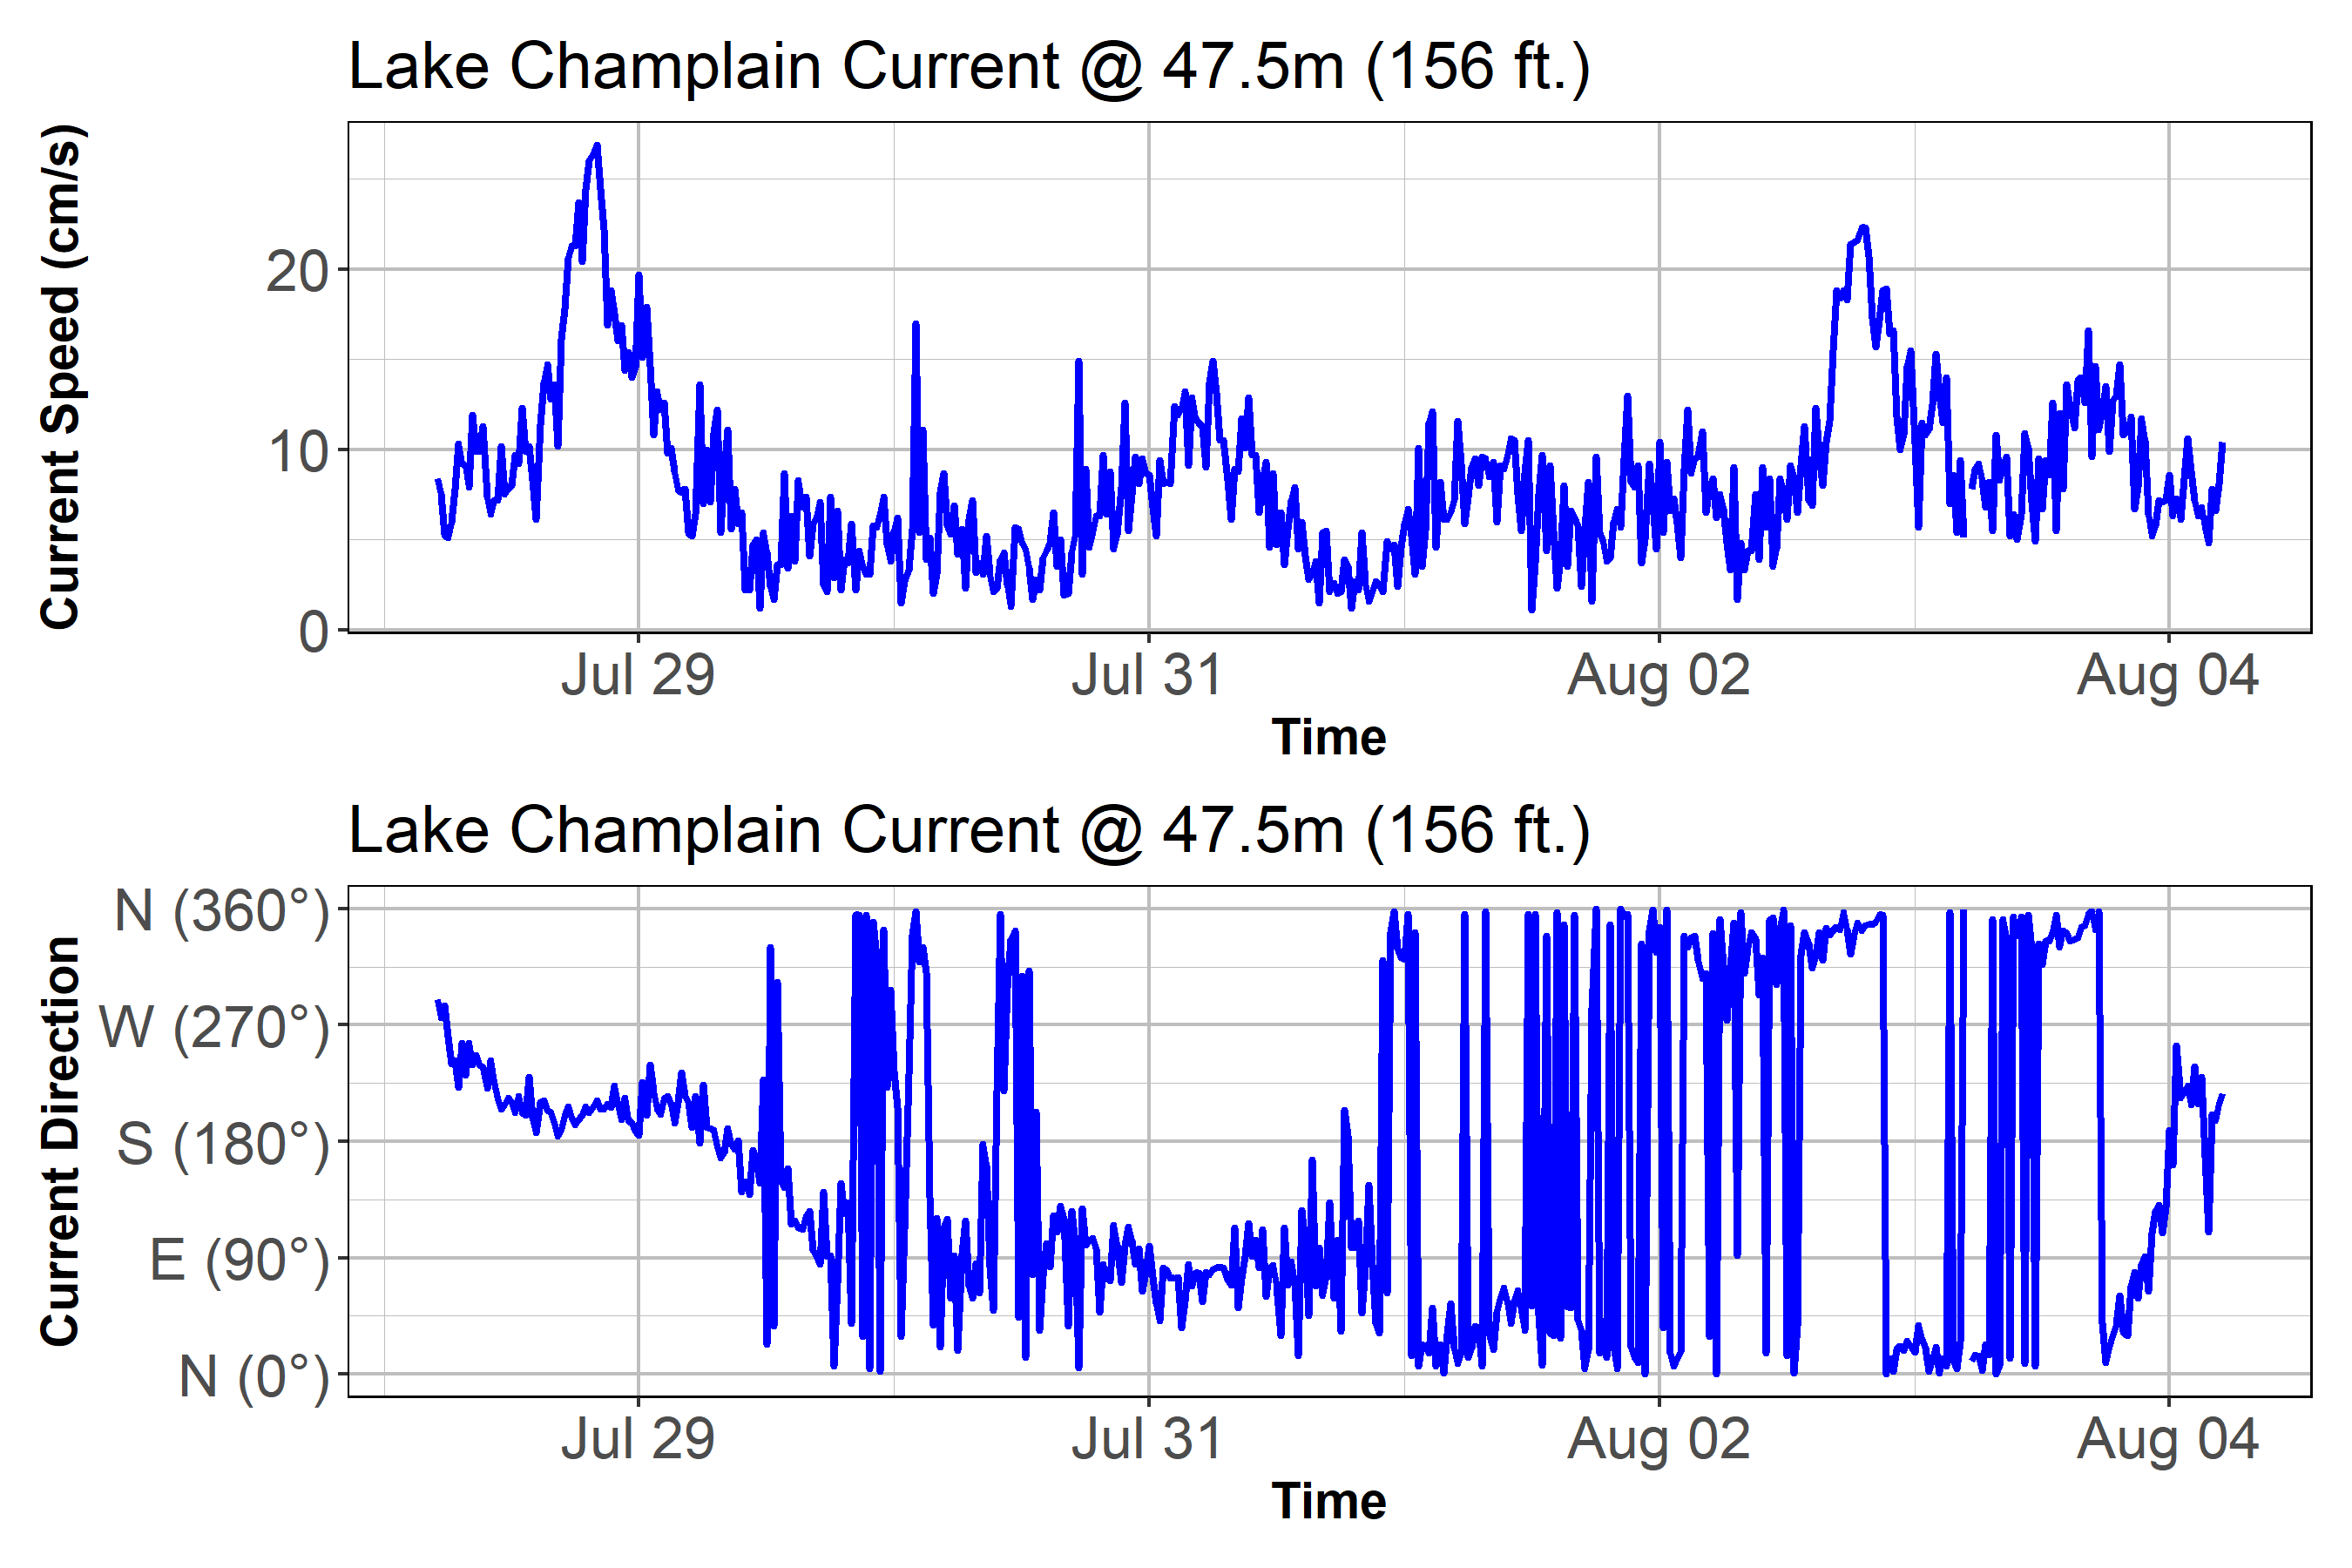 Lake Champlain Current @ 47.5m (156 ft.)
Current Speed (cm/s)
20
10
0
Jul 29 Jul 31 Aug 02 Aug 04
Time
Lake Champlain Current @ 47.5m (156 ft.)
Current Direction
N (360°)
W (270°)
S (180°)
E (90°)
N (0°)
Jul 29 Jul 31 Aug 02 Aug 04
Time